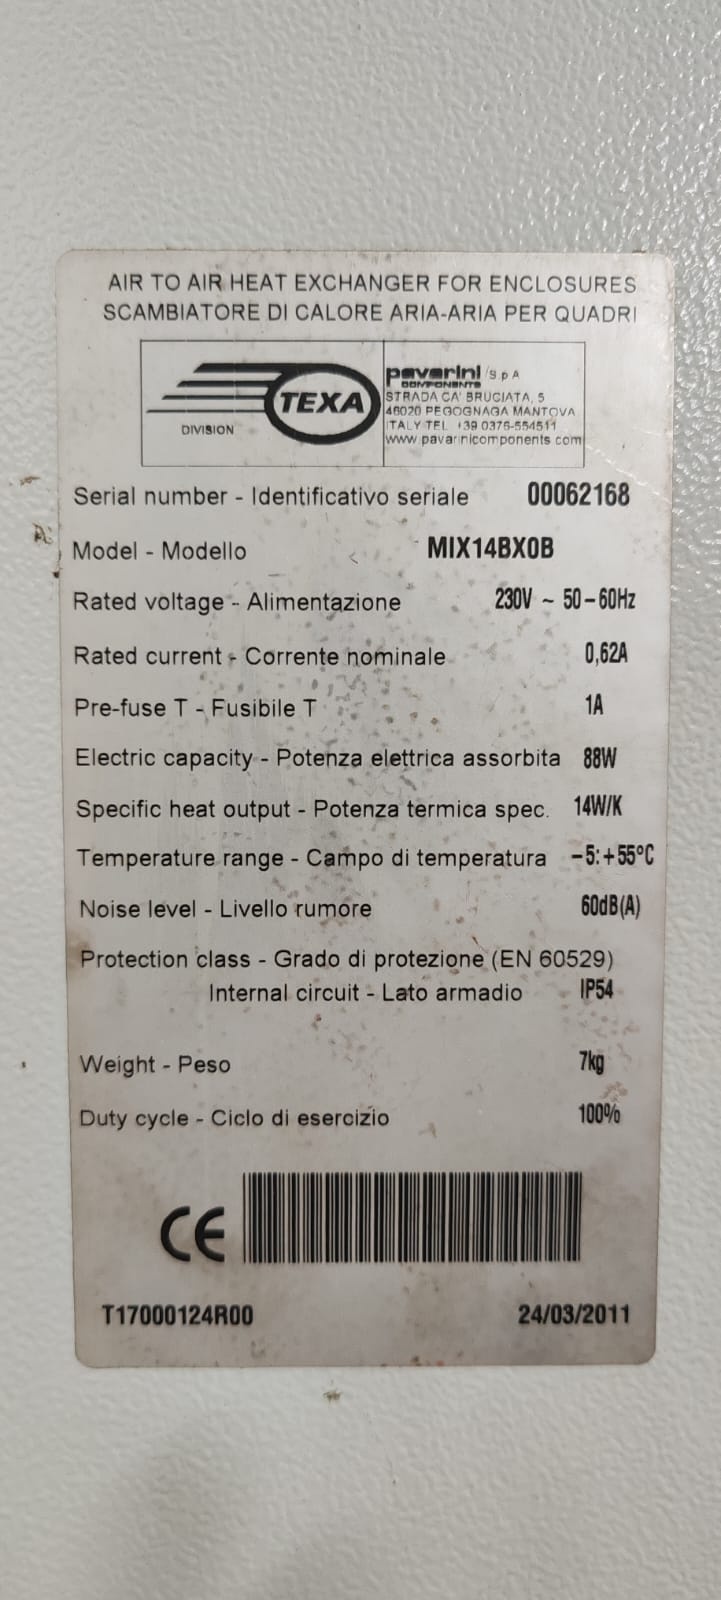 AIR TO AIR HEAT EXCHANGER FOR ENCLOSURES
SCAMBIATORE DI CALORE ARIA-ARIA PER QUADRI
TEXA
DIVISION
pavarini S.p.A
COMPONENTS
STRADA CA' BRUCIATA, 5
46020 PEGOGNAGA MANTOVA
ITALY TEL +39 0376-554511
www.pavarinicomponents.com
Serial number - Identificativo seriale 00062168
Model - Modello MIX14BX0B
Rated voltage - Alimentazione 230V ~ 50-60Hz
Rated current - Corrente nominale 0,62A
Pre-fuse T - Fusibile T 1A
Electric capacity - Potenza elettrica assorbita 88W
Specific heat output - Potenza termica spec. 14W/K
Temperature range - Campo di temperatura -5:+55°C
Noise level - Livello rumore 60dB(A)
Protection class - Grado di protezione (EN 60529)
Internal circuit - Lato armadio IP54
Weight - Peso 7kg
Duty cycle - Ciclo di esercizio 100%
CE
T17000124R00 24/03/2011